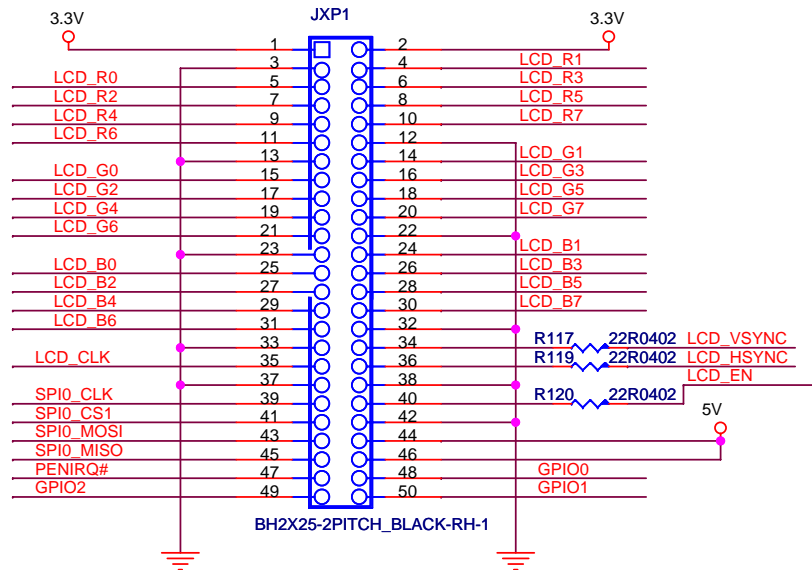 JXP1
3.3V 3.3V
1 2
3 4 LCD_R1
LCD_R0 5 6 LCD_R3
LCD_R2 7 8 LCD_R5
LCD_R4 9 10 LCD_R7
LCD_R6 11 12
13 14 LCD_G1
LCD_G0 15 16 LCD_G3
LCD_G2 17 18 LCD_G5
LCD_G4 19 20 LCD_G7
LCD_G6 21 22
23 24 LCD_B1
LCD_B0 25 26 LCD_B3
LCD_B2 27 28 LCD_B5
LCD_B4 29 30 LCD_B7
LCD_B6 31 32
33 34 R117 22R0402 LCD_VSYNC
LCD_CLK 35 36 R119 22R0402 LCD_HSYNC
37 38 LCD_EN
SPI0_CLK 39 40 R120 22R0402
SPI0_CS1 41 42 5V
SPI0_MOSI 43 44
SPI0_MISO 45 46
PENIRQ# 47 48 GPIO0
GPIO2 49 50 GPIO1
BH2X25-2PITCH_BLACK-RH-1